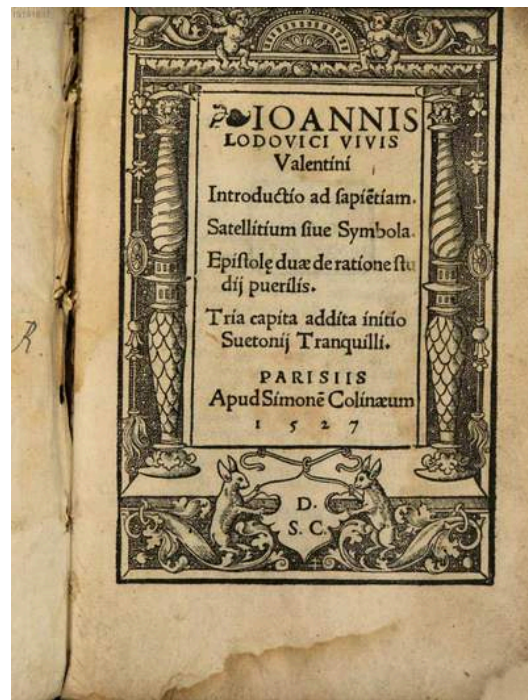 IOANNIS
LODOVICI VIVIS
Valentini
Introductio ad ſapiētiam.
Satellitium ſiue Symbola.
Epiſtolę duæ de ratione ſtu
dij puerilis.
Tria capita addita initio
Suetonij Tranquilli.
PARISIIS
Apud Simonē Colinæum
1527
D.
S. C.
R.